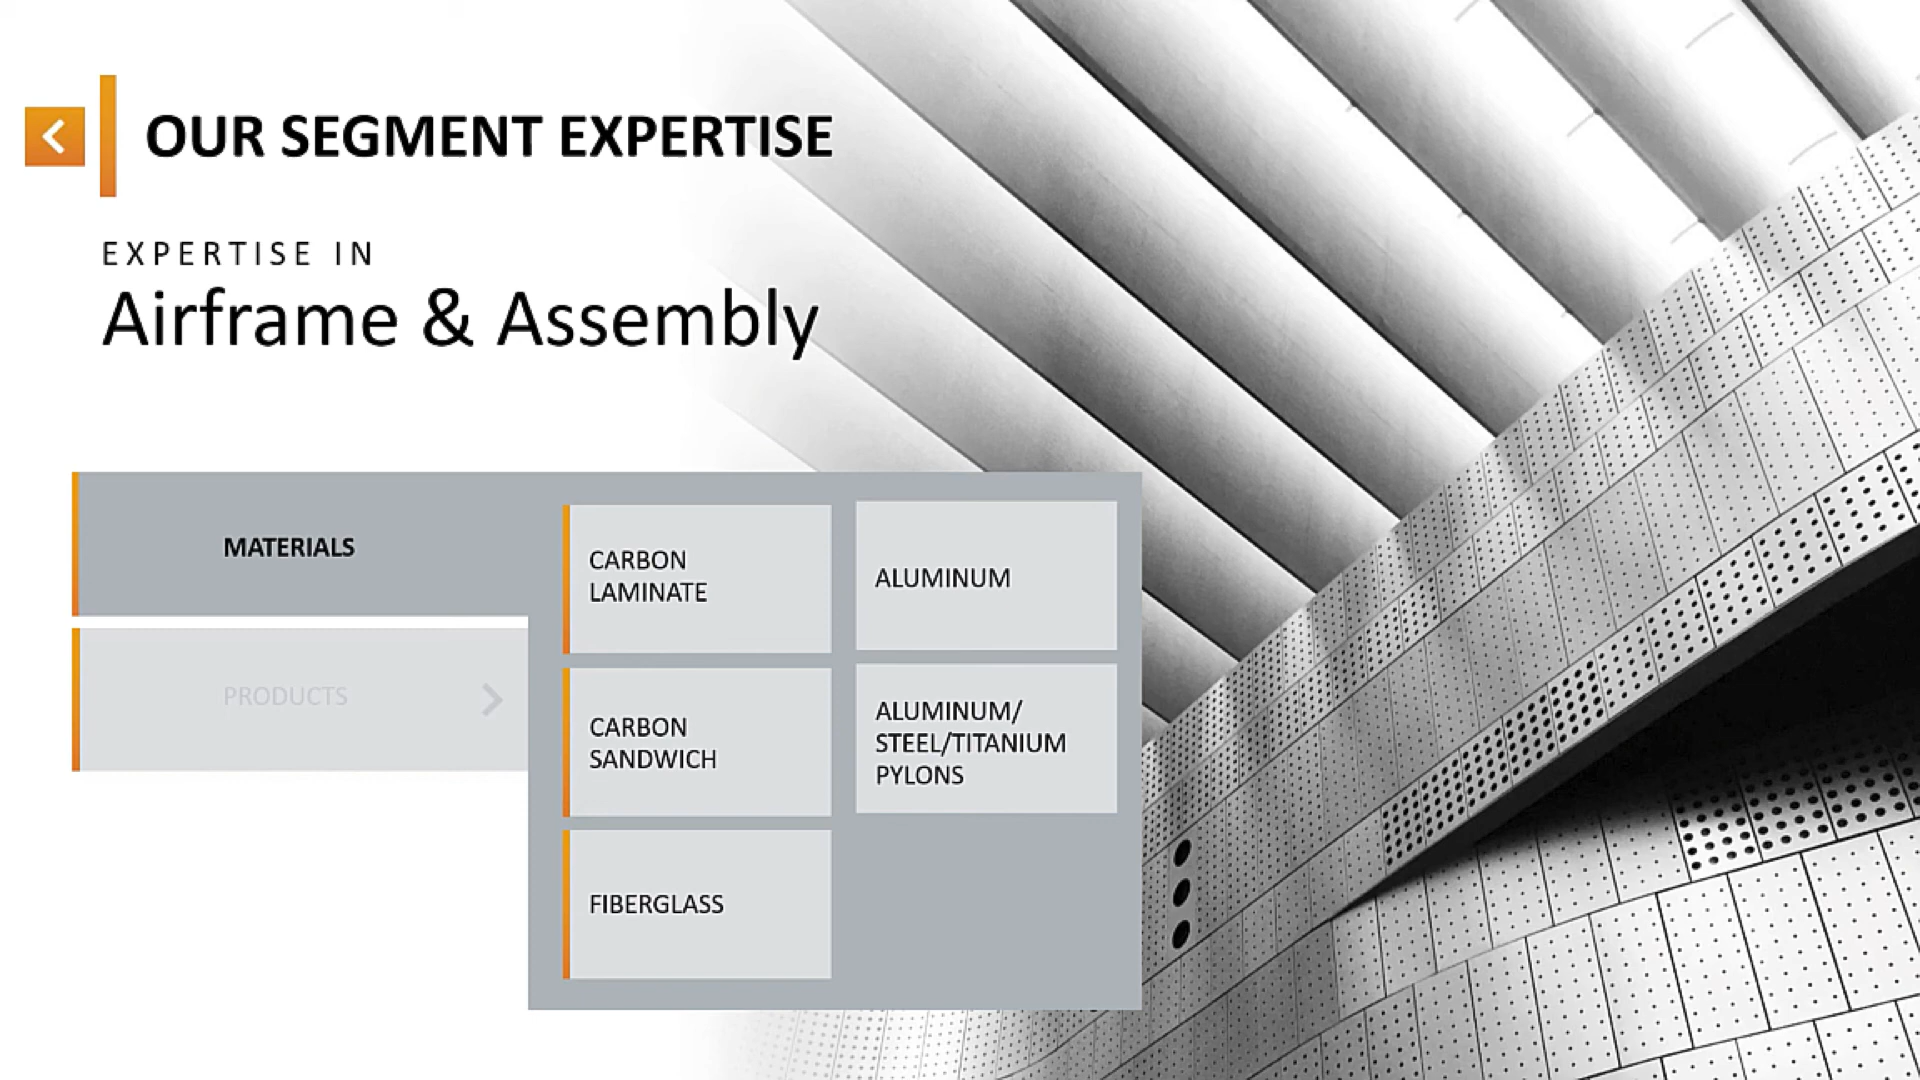 OUR SEGMENT EXPERTISE
EXPERTISE IN
Airframe & Assembly
MATERIALS
PRODUCTS
CARBON
LAMINATE
CARBON
SANDWICH
FIBERGLASS
ALUMINUM
ALUMINUM/
STEEL/TITANIUM
PYLONS